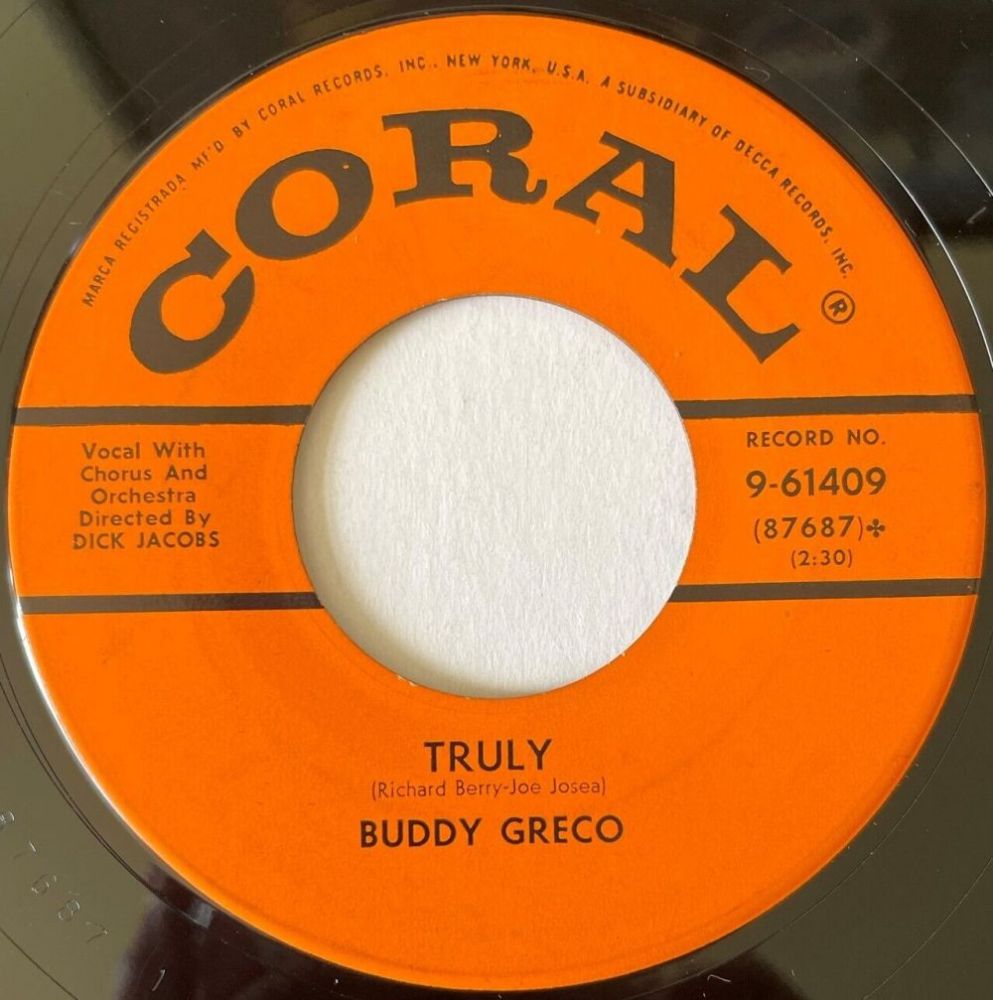 MARCA REGISTRADA MF'D BY CORAL RECORDS, INC., NEW YORK, U.S.A. A SUBSIDIARY OF DECCA RECORDS, INC.
CORAL ®
Vocal With
Chorus And
Orchestra
Directed By
DICK JACOBS
RECORD NO.
9-61409
(87687)✤
(2:30)
TRULY
(Richard Berry-Joe Josea)
BUDDY GRECO
87687
1